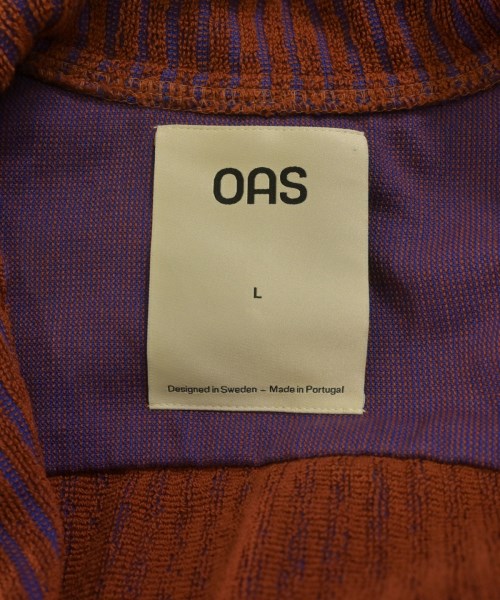 OAS
L
Designed in Sweden – Made in Portugal